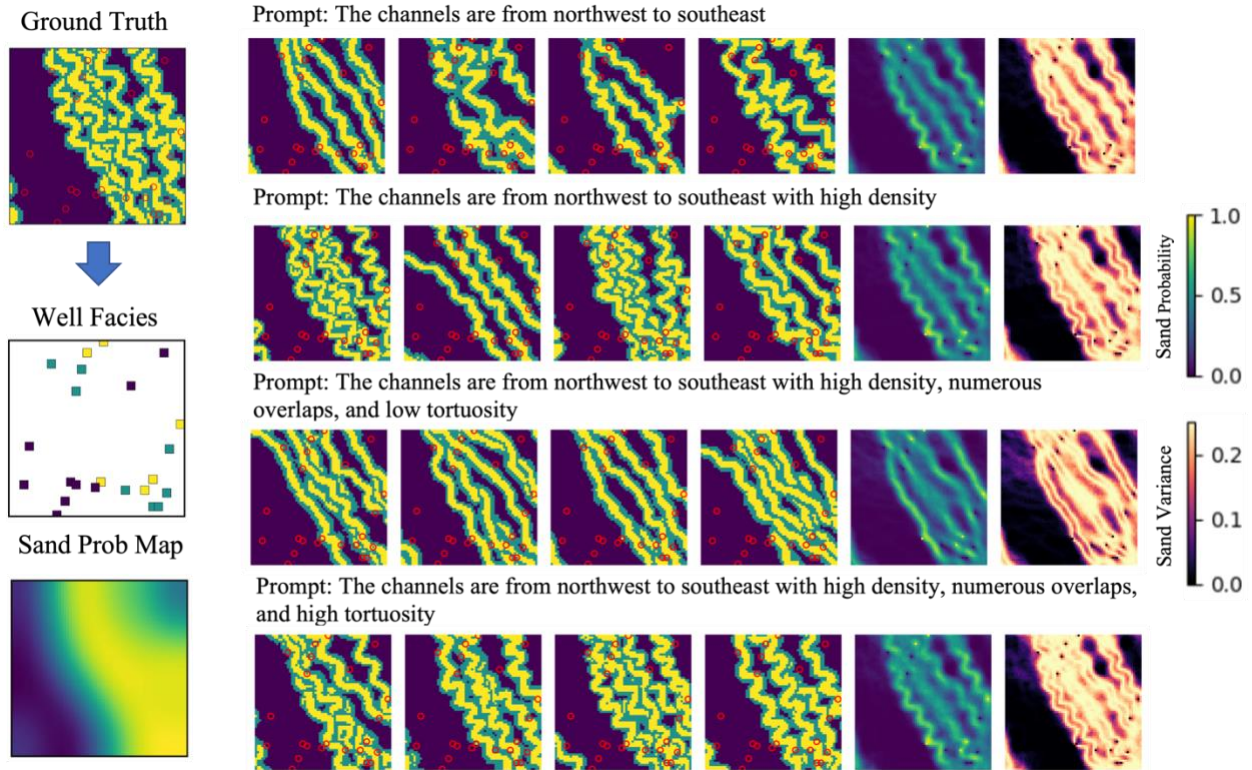 Ground Truth
Well Facies
Sand Prob Map
Prompt: The channels are from northwest to southeast
Prompt: The channels are from northwest to southeast with high density
Prompt: The channels are from northwest to southeast with high density, numerous
overlaps, and low tortuosity
Prompt: The channels are from northwest to southeast with high density, numerous overlaps,
and high tortuosity
Sand Probability
1.0
0.5
0.0
Sand Variance
0.2
0.1
0.0